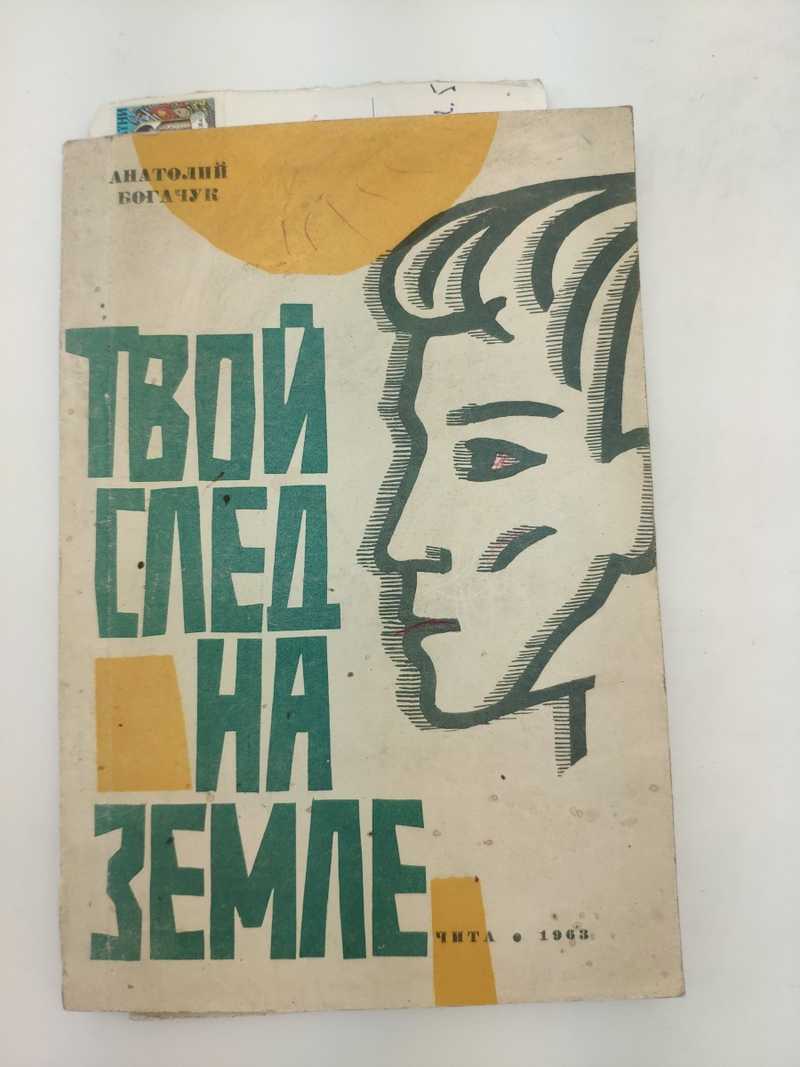 АНАТОЛИЙ
БОГАЧУК
ТВОЙ
СЛЕД
НА
ЗЕМЛЕ
ЧИТА • 1963